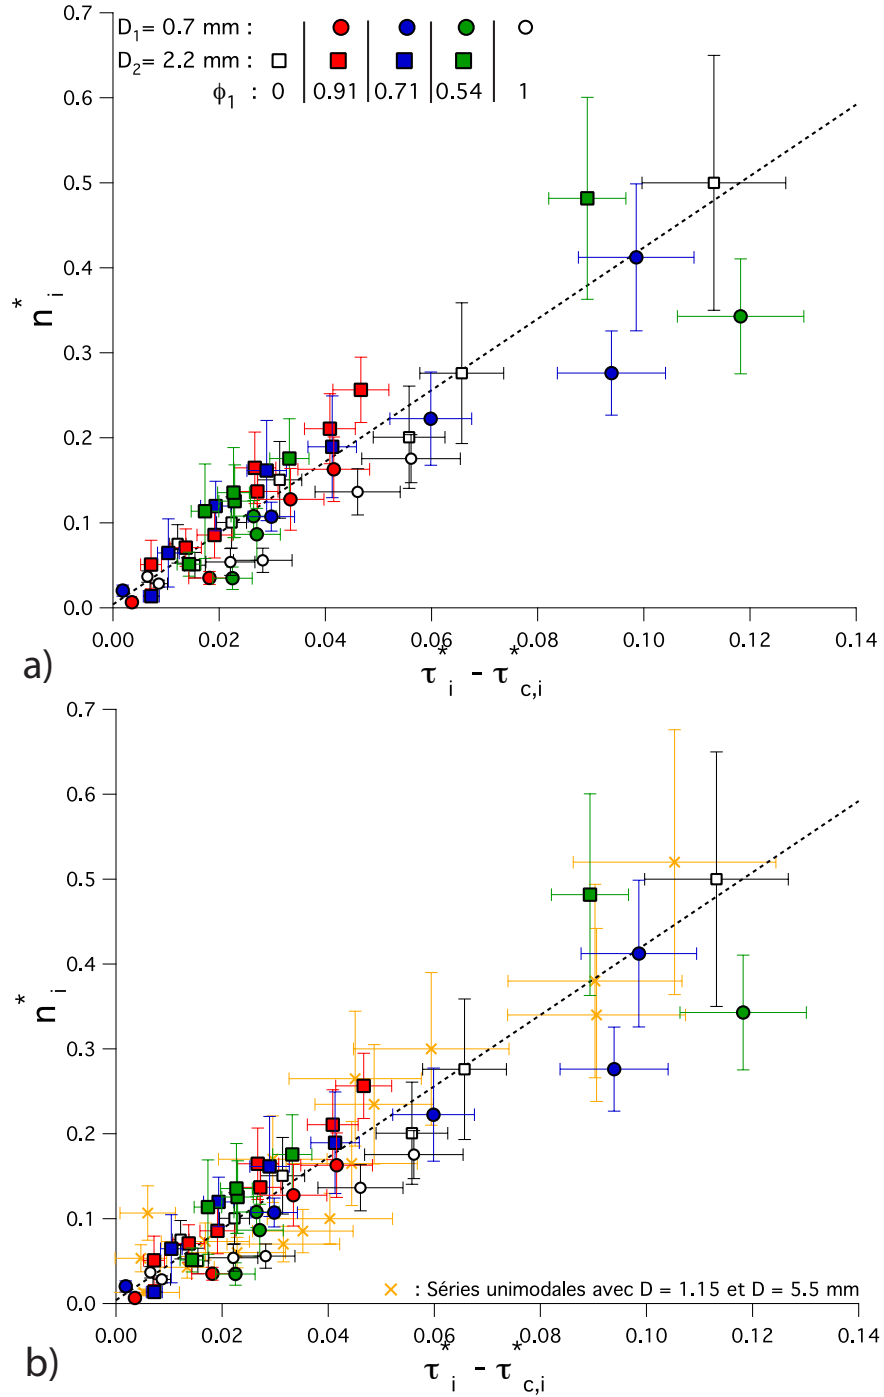 0.7
D₁= 0.7 mm :
D₂= 2.2 mm :
ϕ₁ : 0 0.91 0.71 0.54 1
0.6
0.5
0.4
n*ᵢ
0.3
0.2
0.1
0.0
0.00 0.02 0.04 0.06 0.08 0.10 0.12 0.14
a)
τ*ᵢ - τ*c,i
0.7
0.6
0.5
0.4
n*ᵢ
0.3
0.2
0.1
× : Séries unimodales avec D = 1.15 et D = 5.5 mm
0.0
0.00 0.02 0.04 0.06 0.08 0.10 0.12 0.14
b)
τ*ᵢ - τ*c,i